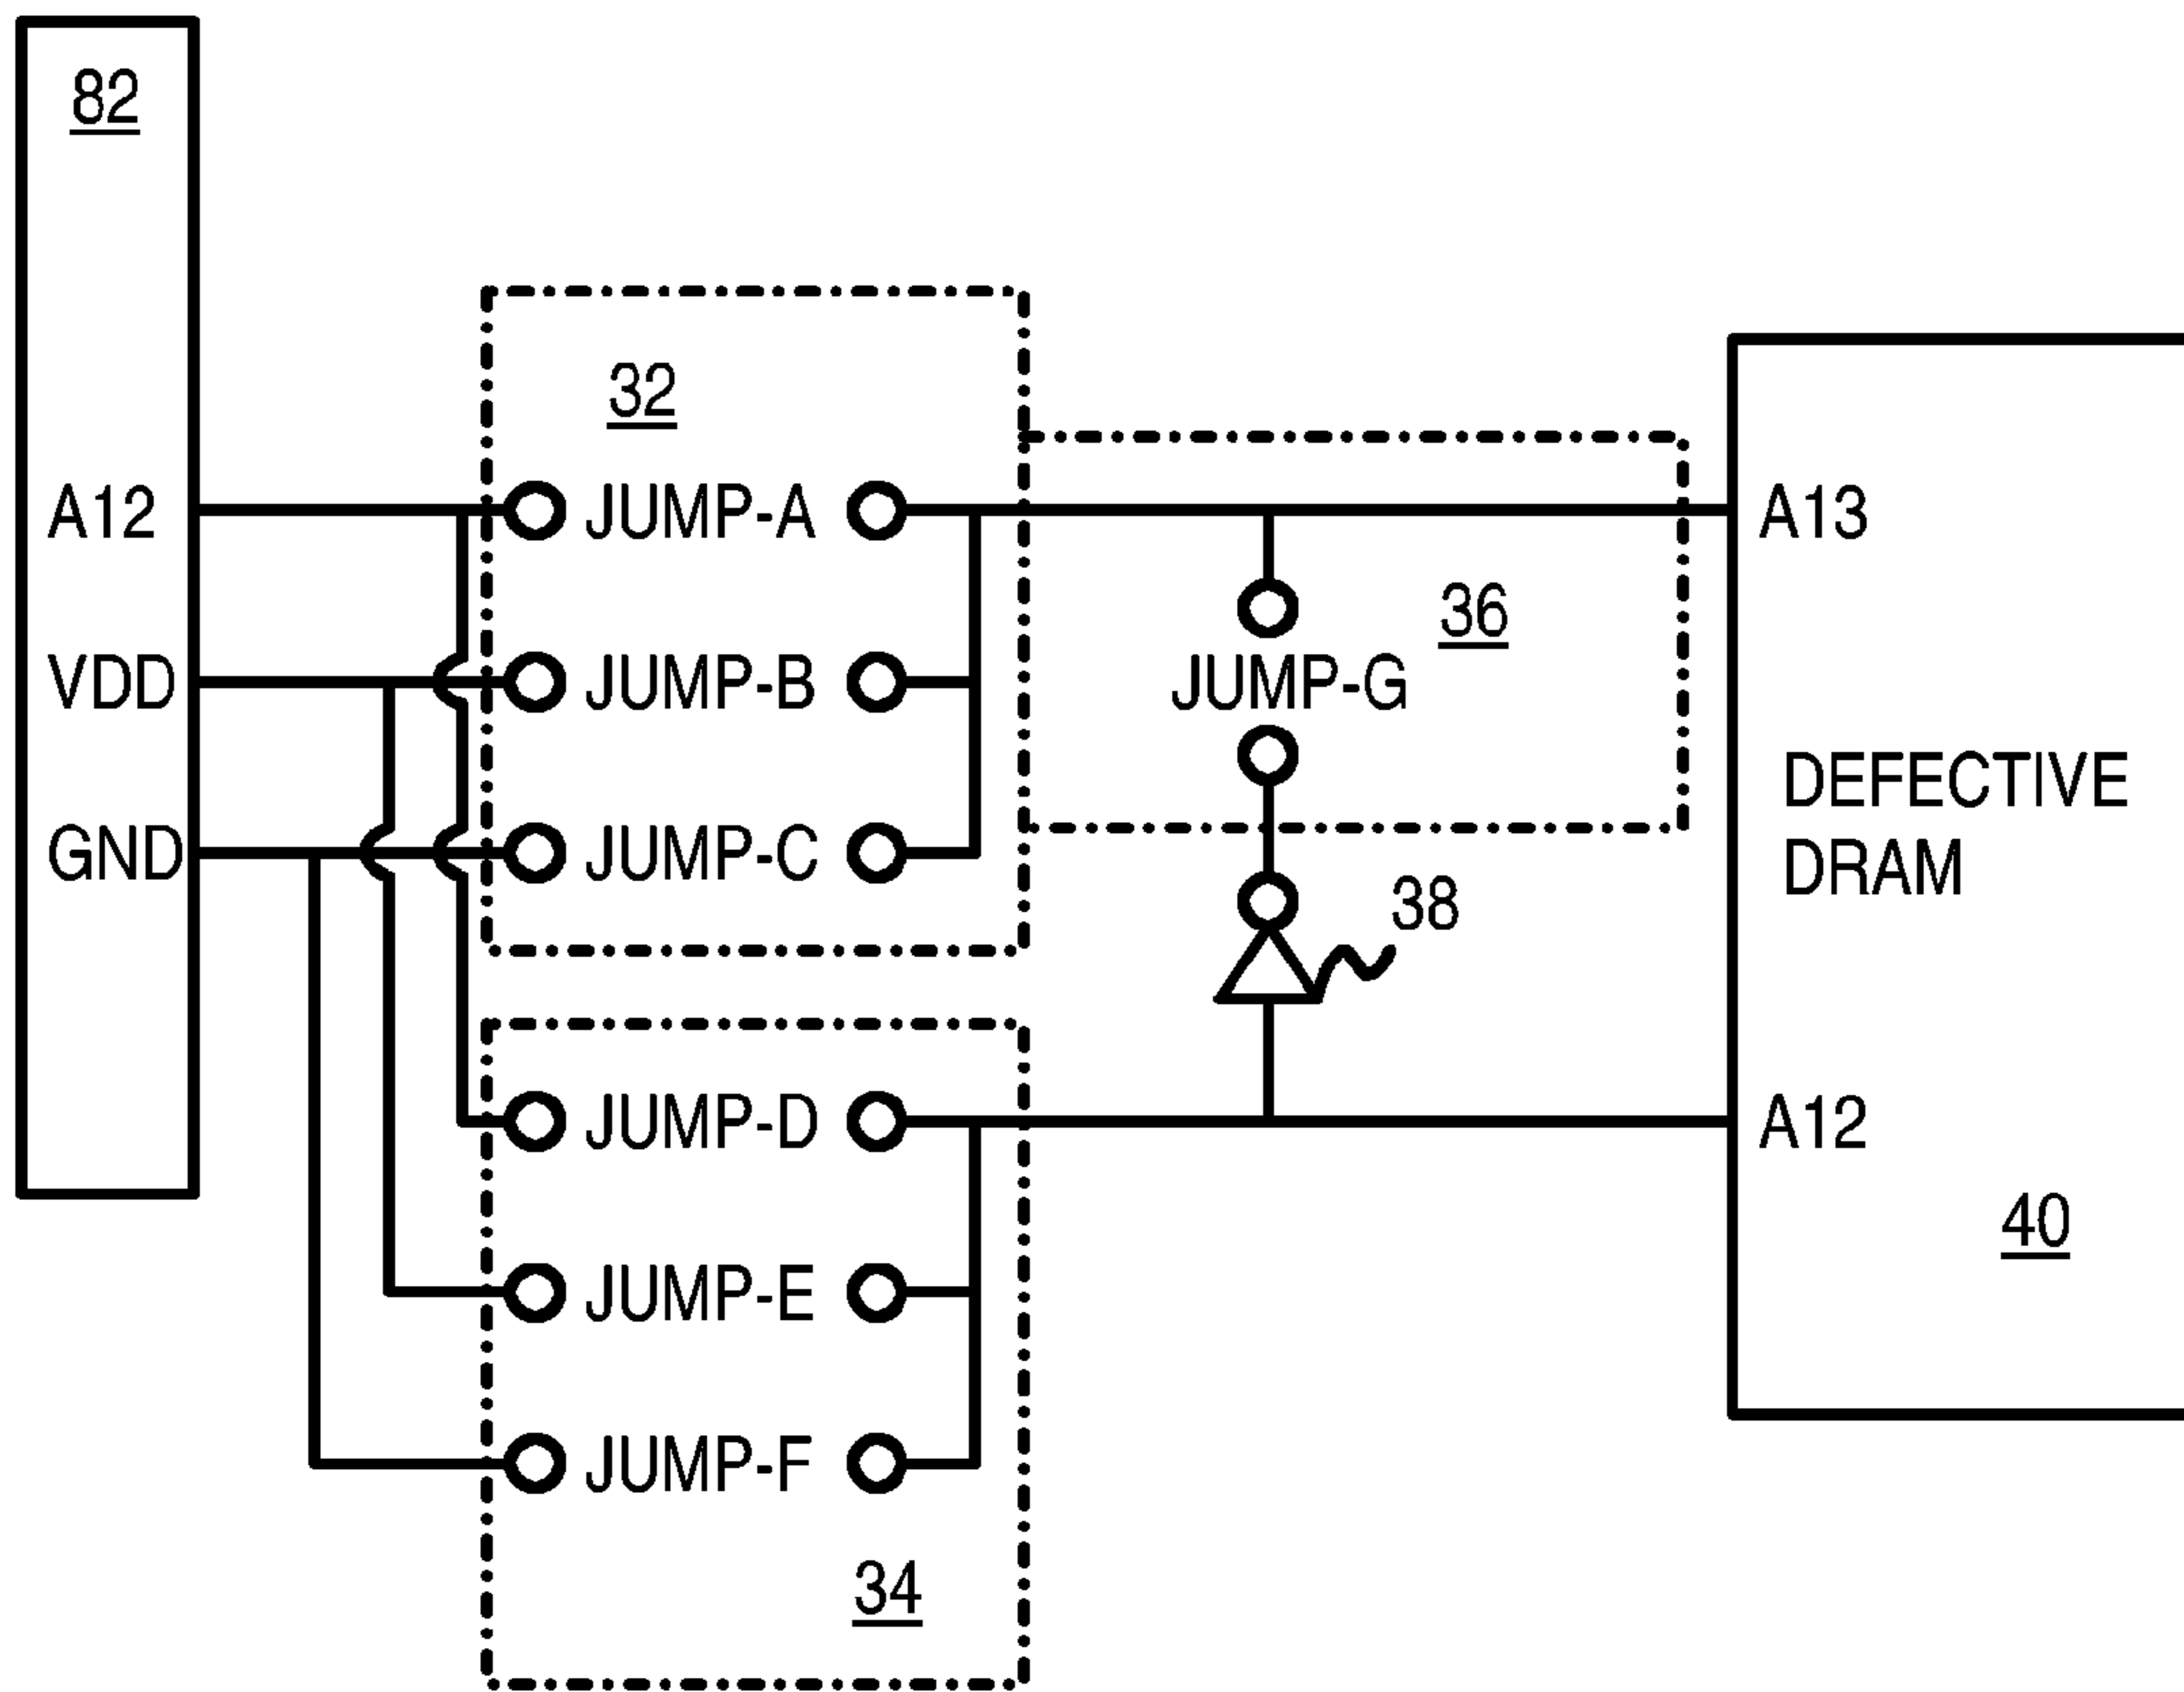 82
32
A12
JUMP-A
A13
36
VDD
JUMP-B
JUMP-G
DEFECTIVE
DRAM
GND
JUMP-C
38
JUMP-D
A12
40
JUMP-E
JUMP-F
34